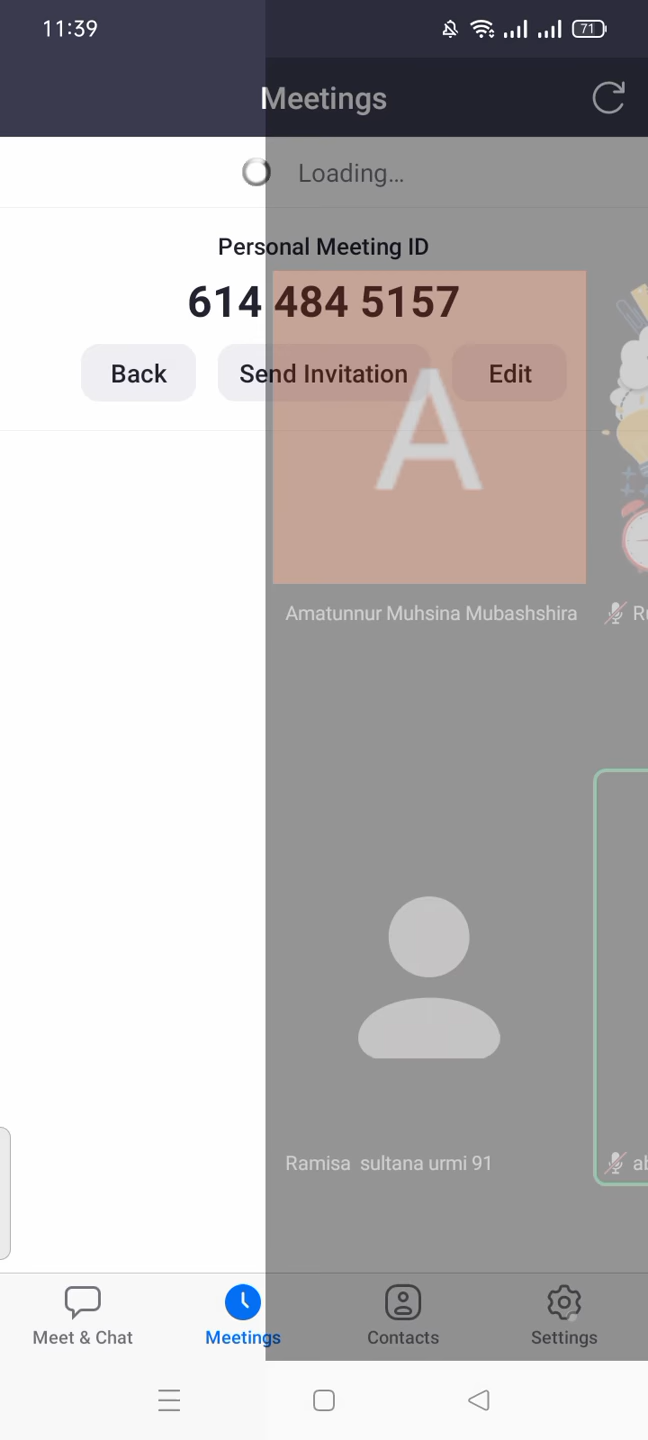 11:39
71
Meetings
Loading...
Personal Meeting ID
614 484 5157
Back
Send Invitation
Edit
A
Amatunnur Muhsina Mubashshira
Ramisa sultana urmi 91
Meet & Chat
Meetings
Contacts
Settings